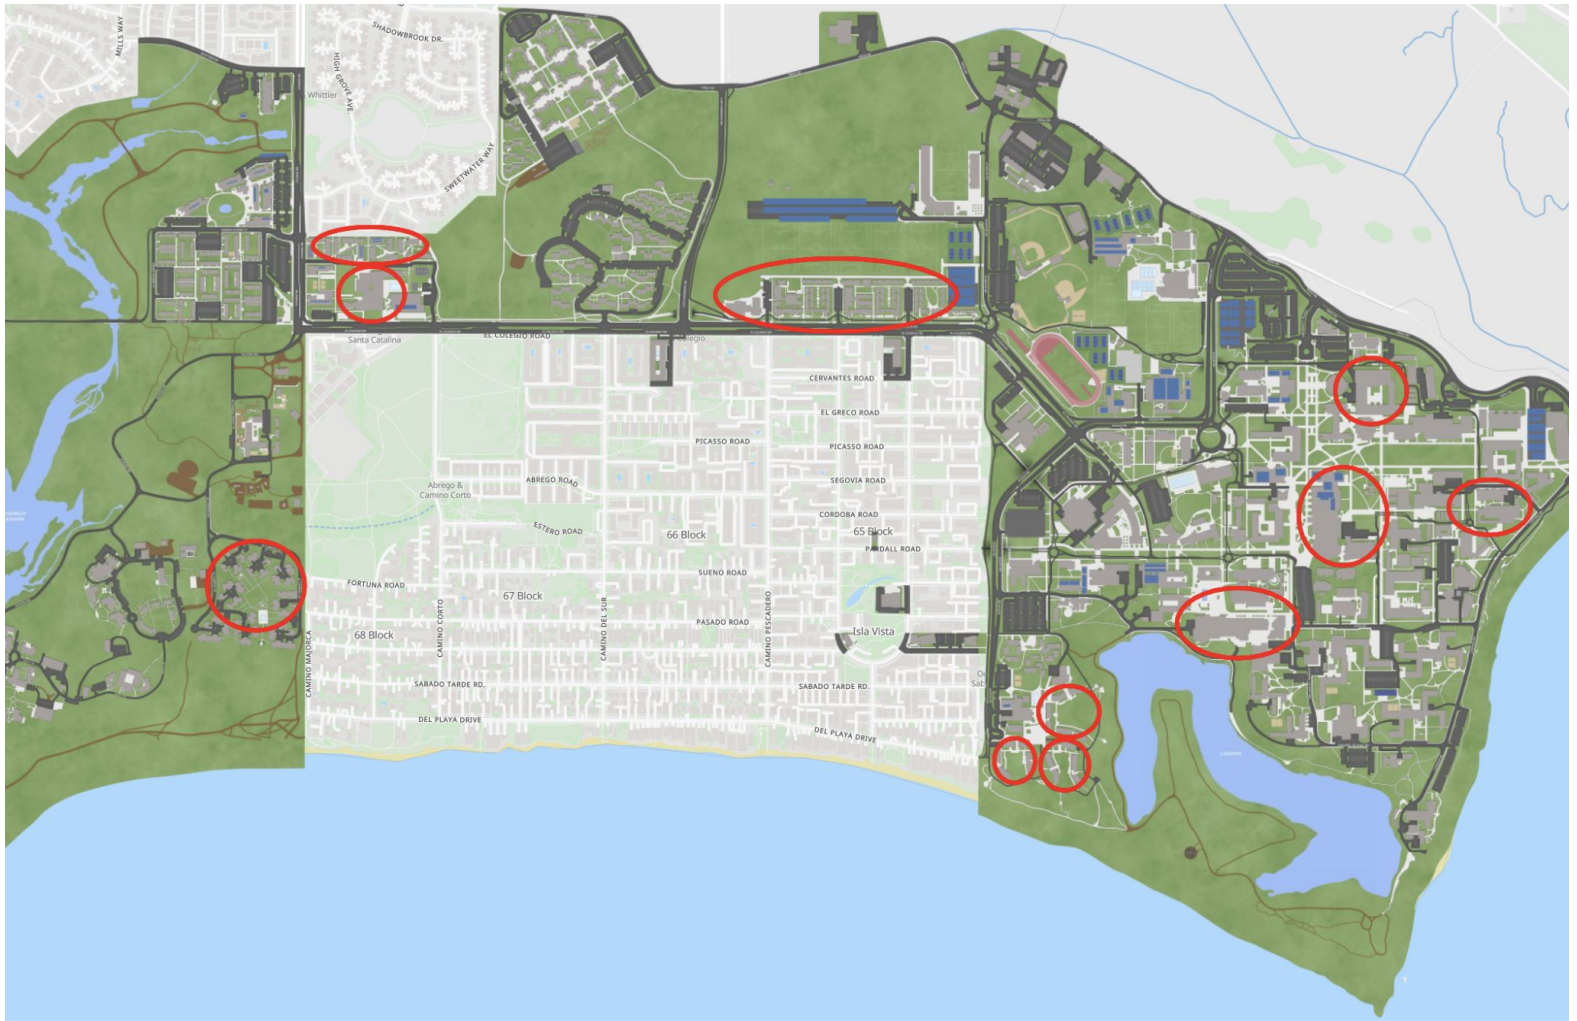 MILLS WAY
SHADOWBROOK DR.
HIGH GROVE AVE.
Whittier
SWEETWATER WAY
EL COLEGIO ROAD
Santa Catalina
CERVANTES ROAD
EL GRECO ROAD
PICASSO ROAD
PICASSO ROAD
ABREGO ROAD
SEGOVIA ROAD
Abrego &
Camino Corto
CORDOBA ROAD
ESTERO ROAD
66 Block
65 Block
PARDALL ROAD
SUENO ROAD
FORTUNA ROAD
67 Block
CAMINO CORTO
CAMINO DEL SUR
CAMINO PESCADERO
PASADO ROAD
68 Block
Isla Vista
CAMINO MAJORCA
SABADO TARDE RD.
SABADO TARDE RD.
DEL PLAYA DRIVE
DEL PLAYA DRIVE
LAGOON